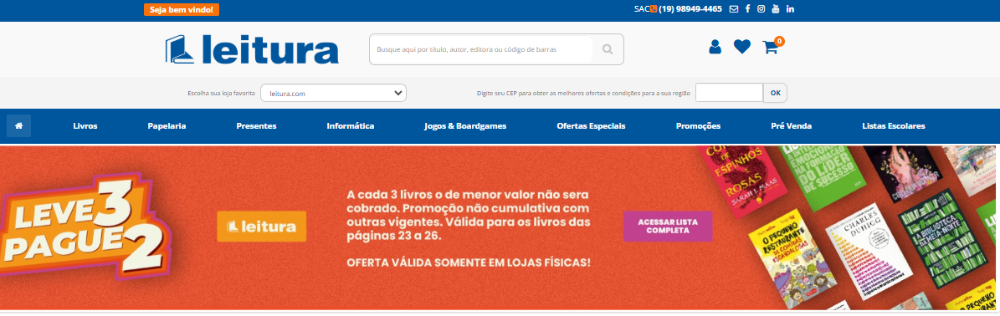 Seja bem vindo!
SAC (19) 98949-4465
leitura
Busque aqui por título, autor, editora ou código de barras
0
Escolha sua loja favorita
leitura.com
Digite seu CEP para obter as melhores ofertas e condições para a sua região
OK
Livros
Papelaria
Presentes
Informática
Jogos & Boardgames
Ofertas Especiais
Promoções
Pré Venda
Listas Escolares
LEVE 3
PAGUE 2
leitura
A cada 3 livros o de menor valor não sera
cobrado. Promoção não cumulativa com
outras vigentes. Válida para os livros das
páginas 23 a 26.
OFERTA VÁLIDA SOMENTE EM LOJAS FÍSICAS!
ACESSAR LISTA
COMPLETA
DE ESPINHOS
ROSAS
SARAH J. MAAS
DO LÍDER
DE SUCESSO
O PEQUENO
RESTAURANTE
DE COMIDAS
ESCANDALOSAS
CHARLES
DUHIGG
A BIBLIOTECA
DA MEIA-NOITE
O PEQUENO